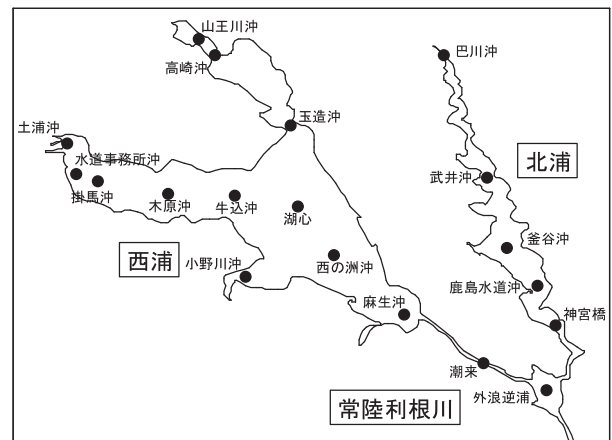 山王川沖
高崎沖
巴川沖
玉造沖
土浦沖
水道事務所沖
掛馬沖
木原沖
牛込沖
湖心
武井沖
北浦
釜谷沖
西浦
小野川沖
西の洲沖
鹿島水道沖
麻生沖
神宮橋
潮来
外浪逆浦
常陸利根川